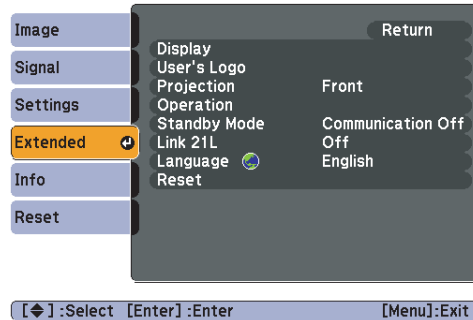 Image
Signal
Settings
Extended
Info
Reset
Return
Display
User's Logo
Projection Front
Operation
Standby Mode Communication Off
Link 21L Off
Language English
Reset
[◆] :Select [Enter] :Enter [Menu]:Exit